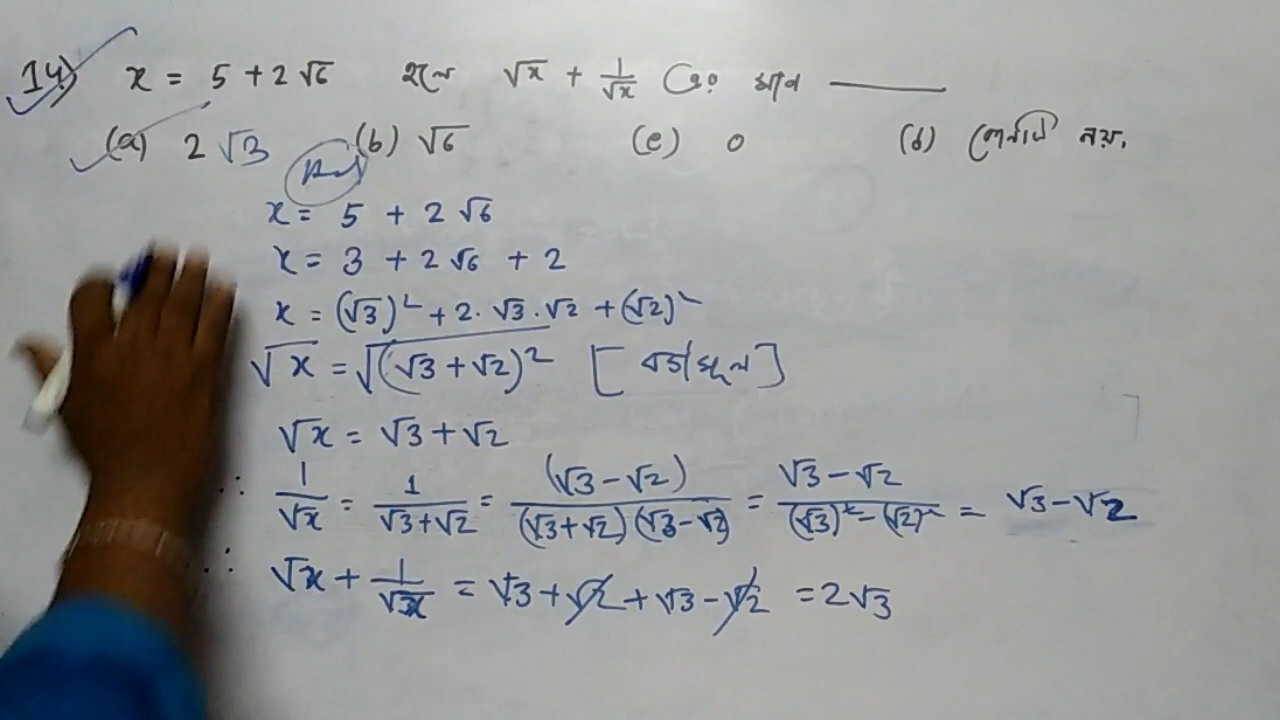 14) x = 5 + 2√6 হলে √x + 1/√x এর মান ———
(a) 2√3 (b) √6 (c) 0 (d) কোনটি নয়.
Ans
x = 5 + 2√6
x = 3 + 2√6 + 2
x = (√3)² + 2·√3·√2 + (√2)²
√x = √(√3 + √2)² [বর্গমূল]
√x = √3 + √2
∴ 1/√x = 1/(√3+√2) = (√3 − √2)/((√3+√2)(√3−√2)) = (√3 − √2)/((√3)² − (√2)²) = √3 − √2
∴ √x + 1/√x = √3 + √2 + √3 − √2 = 2√3